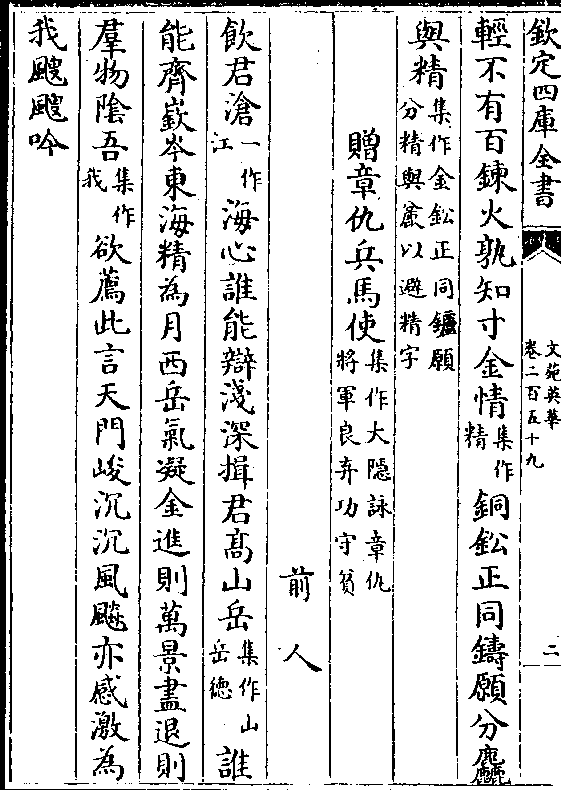 欽定四庫全書
文苑英華
卷二百五十九
二
輕不有百鍊火孰知寸金情集作精銅鈆正同鑄願分麤
與精集作金鈆正同鑪願分精與麄以避精字
贈章仇兵馬使集作大隱詠章仇將軍良弃功守貧
前人
飲君滄一作江海心誰能辯淺深揖君髙山岳集作山岳德誰
能齊嶔岑東海精為月西岳氣凝金進則萬景晝退則
羣物陰吾集作我欲薦此言天門峻沉沉風飇亦感激為
我颼颼吟